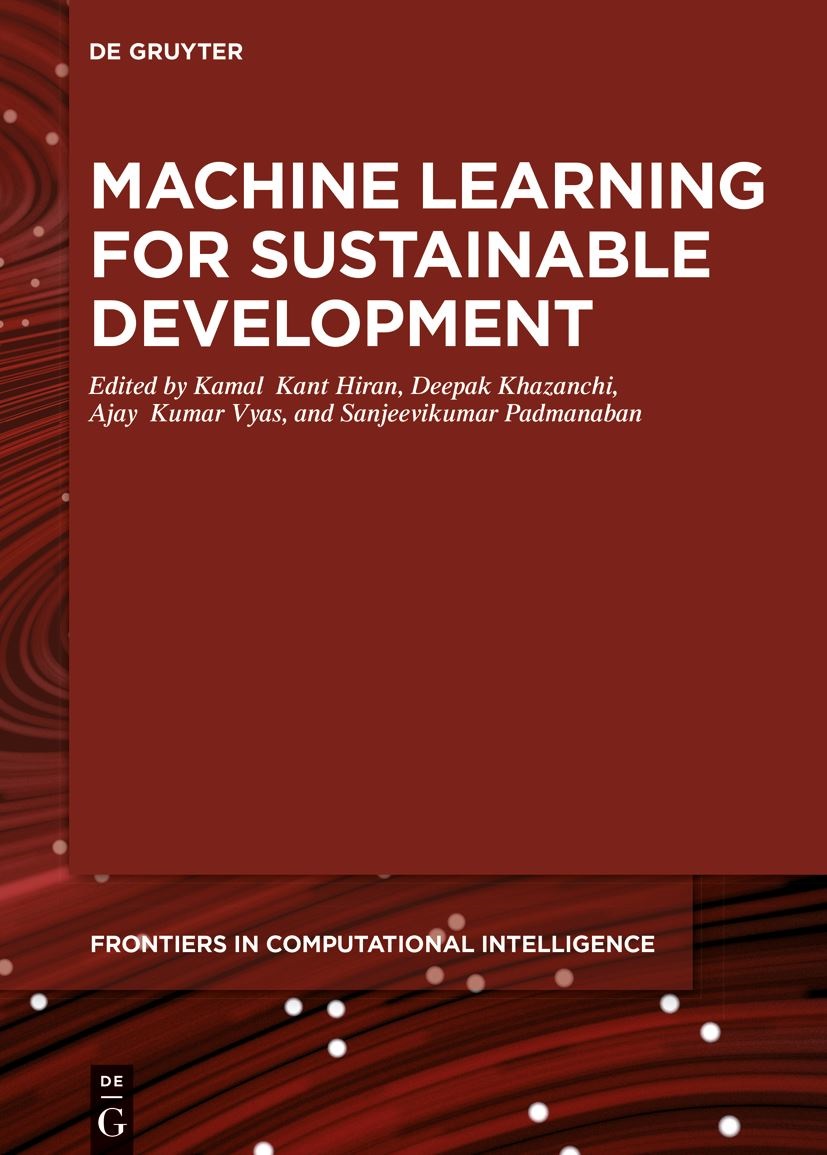 DE GRUYTER
MACHINE LEARNING
FOR SUSTAINABLE
DEVELOPMENT
Edited by Kamal  Kant Hiran, Deepak Khazanchi,
Ajay  Kumar Vyas, and Sanjeevikumar Padmanaban
FRONTIERS IN COMPUTATIONAL INTELLIGENCE
DE
G